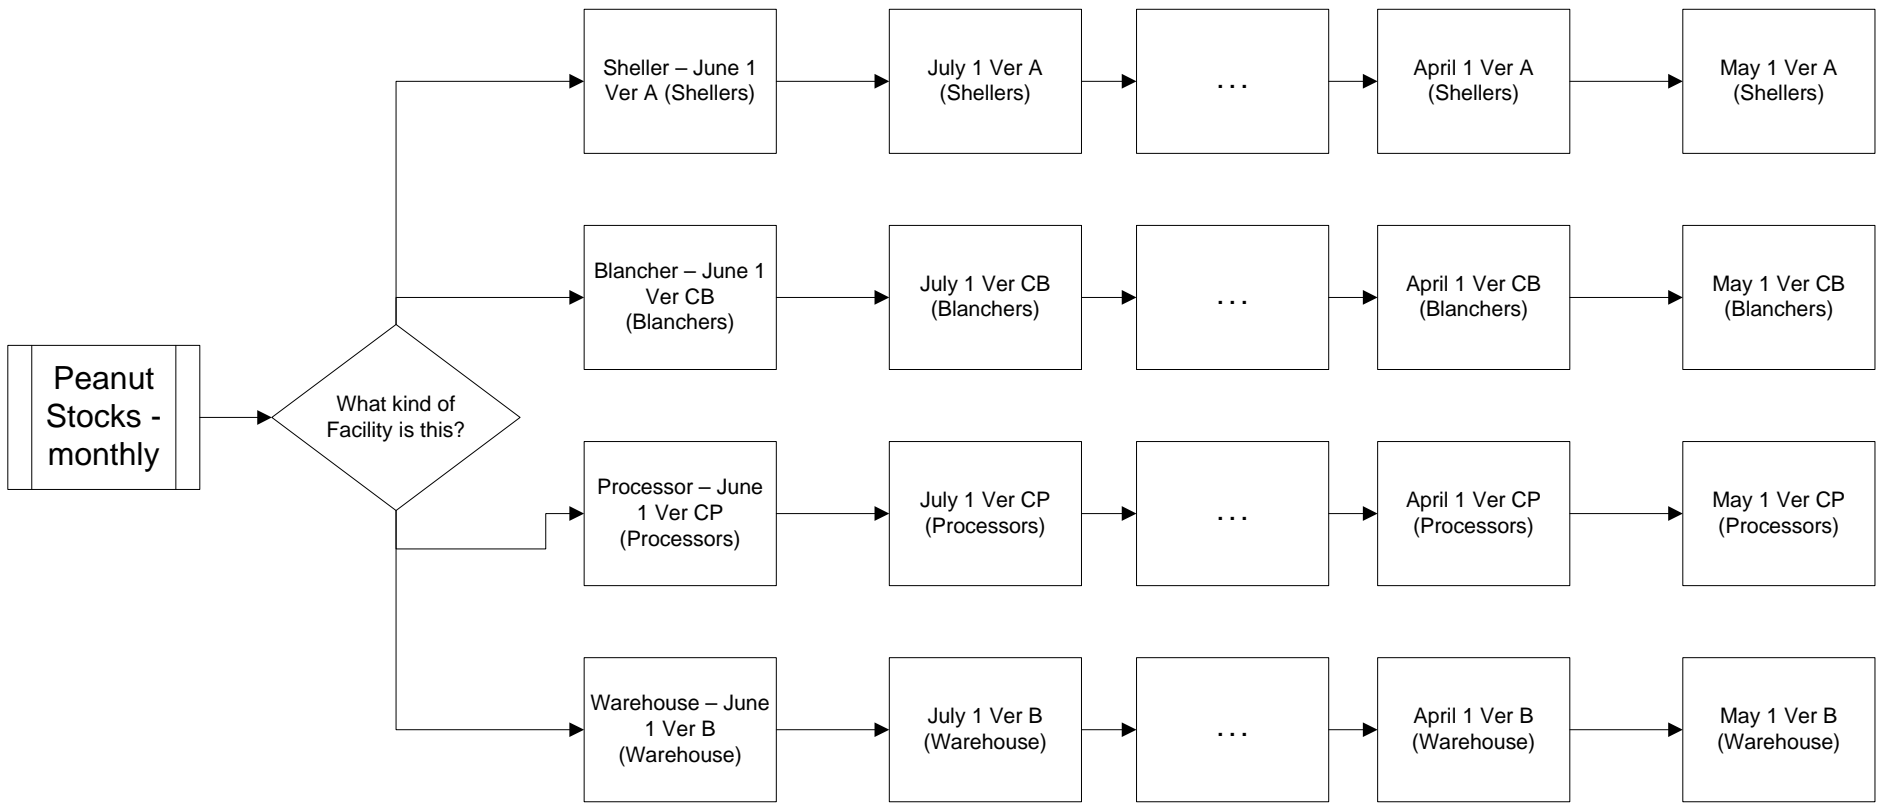 Peanut
Stocks -
monthly
What kind of
Facility is this?
Sheller – June 1
Ver A (Shellers)
July 1 Ver A
(Shellers)
. . .
April 1 Ver A
(Shellers)
May 1 Ver A
(Shellers)
Blancher – June 1
Ver CB
(Blanchers)
July 1 Ver CB
(Blanchers)
. . .
April 1 Ver CB
(Blanchers)
May 1 Ver CB
(Blanchers)
Processor – June
1 Ver CP
(Processors)
July 1 Ver CP
(Processors)
. . .
April 1 Ver CP
(Processors)
May 1 Ver CP
(Processors)
Warehouse – June
1 Ver B
(Warehouse)
July 1 Ver B
(Warehouse)
. . .
April 1 Ver B
(Warehouse)
May 1 Ver B
(Warehouse)